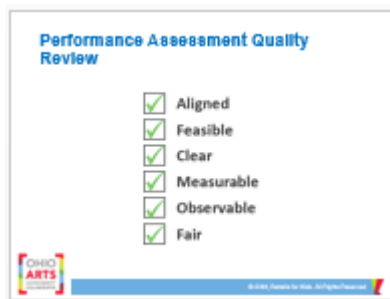 Performance Assessment Quality
Review
Aligned
Feasible
Clear
Measurable
Observable
Fair
OHIO
ARTS